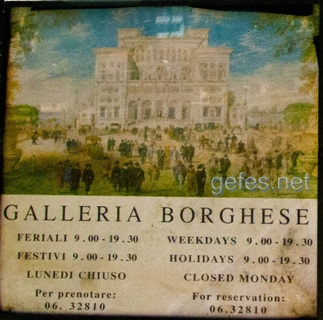 gefes.net
GALLERIA BORGHESE
FERIALI 9.00-19.30
FESTIVI 9.00-19.30
LUNEDI CHIUSO
Per prenotare:
06. 32810
WEEKDAYS 9.00-19.30
HOLIDAYS 9.00-19.30
CLOSED MONDAY
For reservation:
06.32810